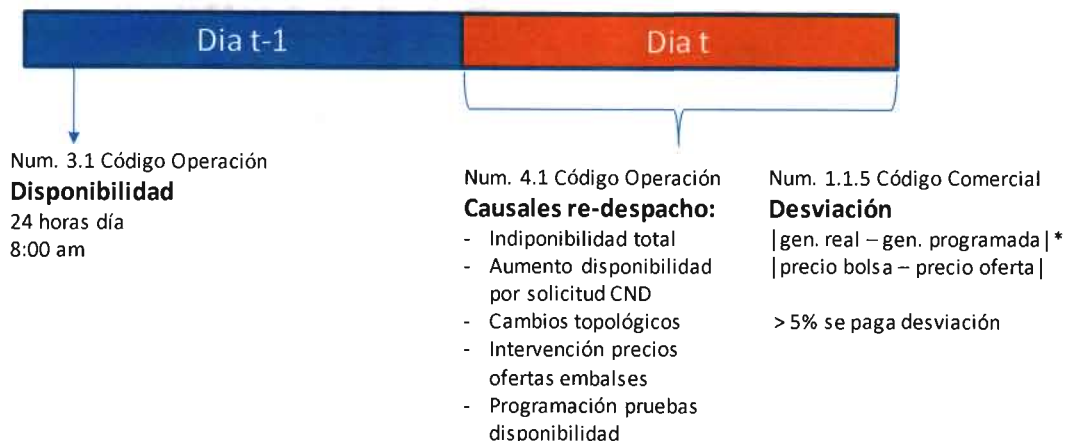 Dia t-1
Dia t
Num. 3.1 Código Operación
Disponibilidad
24 horas día
8:00 am
Num. 4.1 Código Operación
Causales re-despacho:
- Indiponibilidad total
- Aumento disponibilidad
por solicitud CND
- Cambios topológicos
- Intervención precios
ofertas embalses
- Programación pruebas
disponibilidad
Num. 1.1.5 Código Comercial
Desviación
|gen. real – gen. programada| *
|precio bolsa – precio oferta|
> 5% se paga desviación